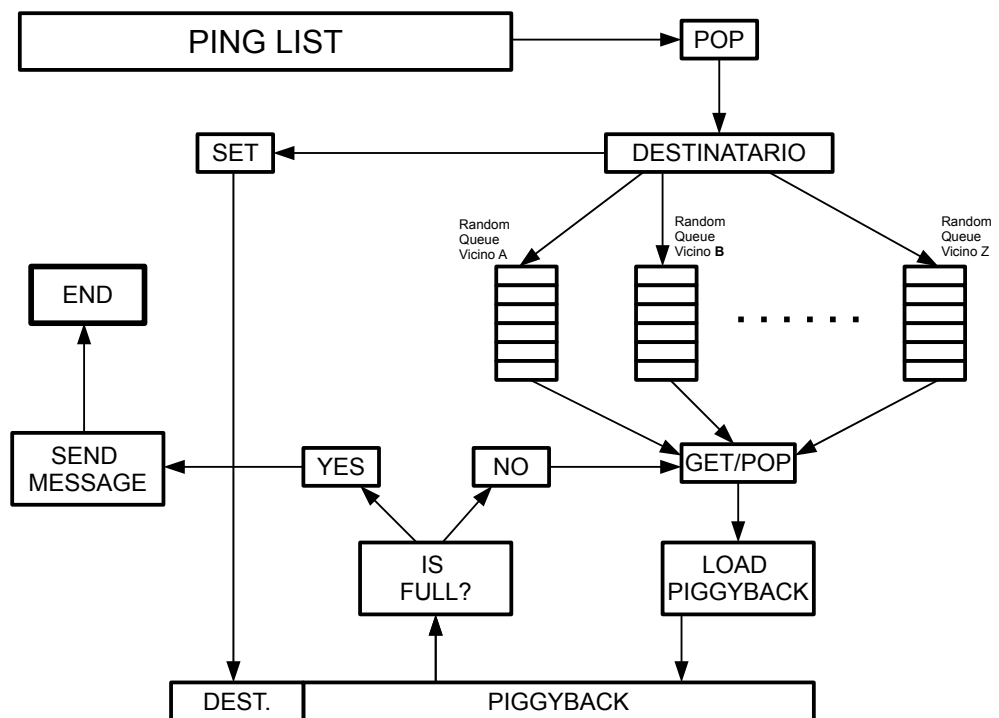 PING LIST
POP
SET
DESTINATARIO
Random
Queue
Vicino A
Random
Queue
Vicino B
Random
Queue
Vicino Z
END
SEND
MESSAGE
YES
NO
GET/POP
IS
FULL?
LOAD
PIGGYBACK
DEST.
PIGGYBACK